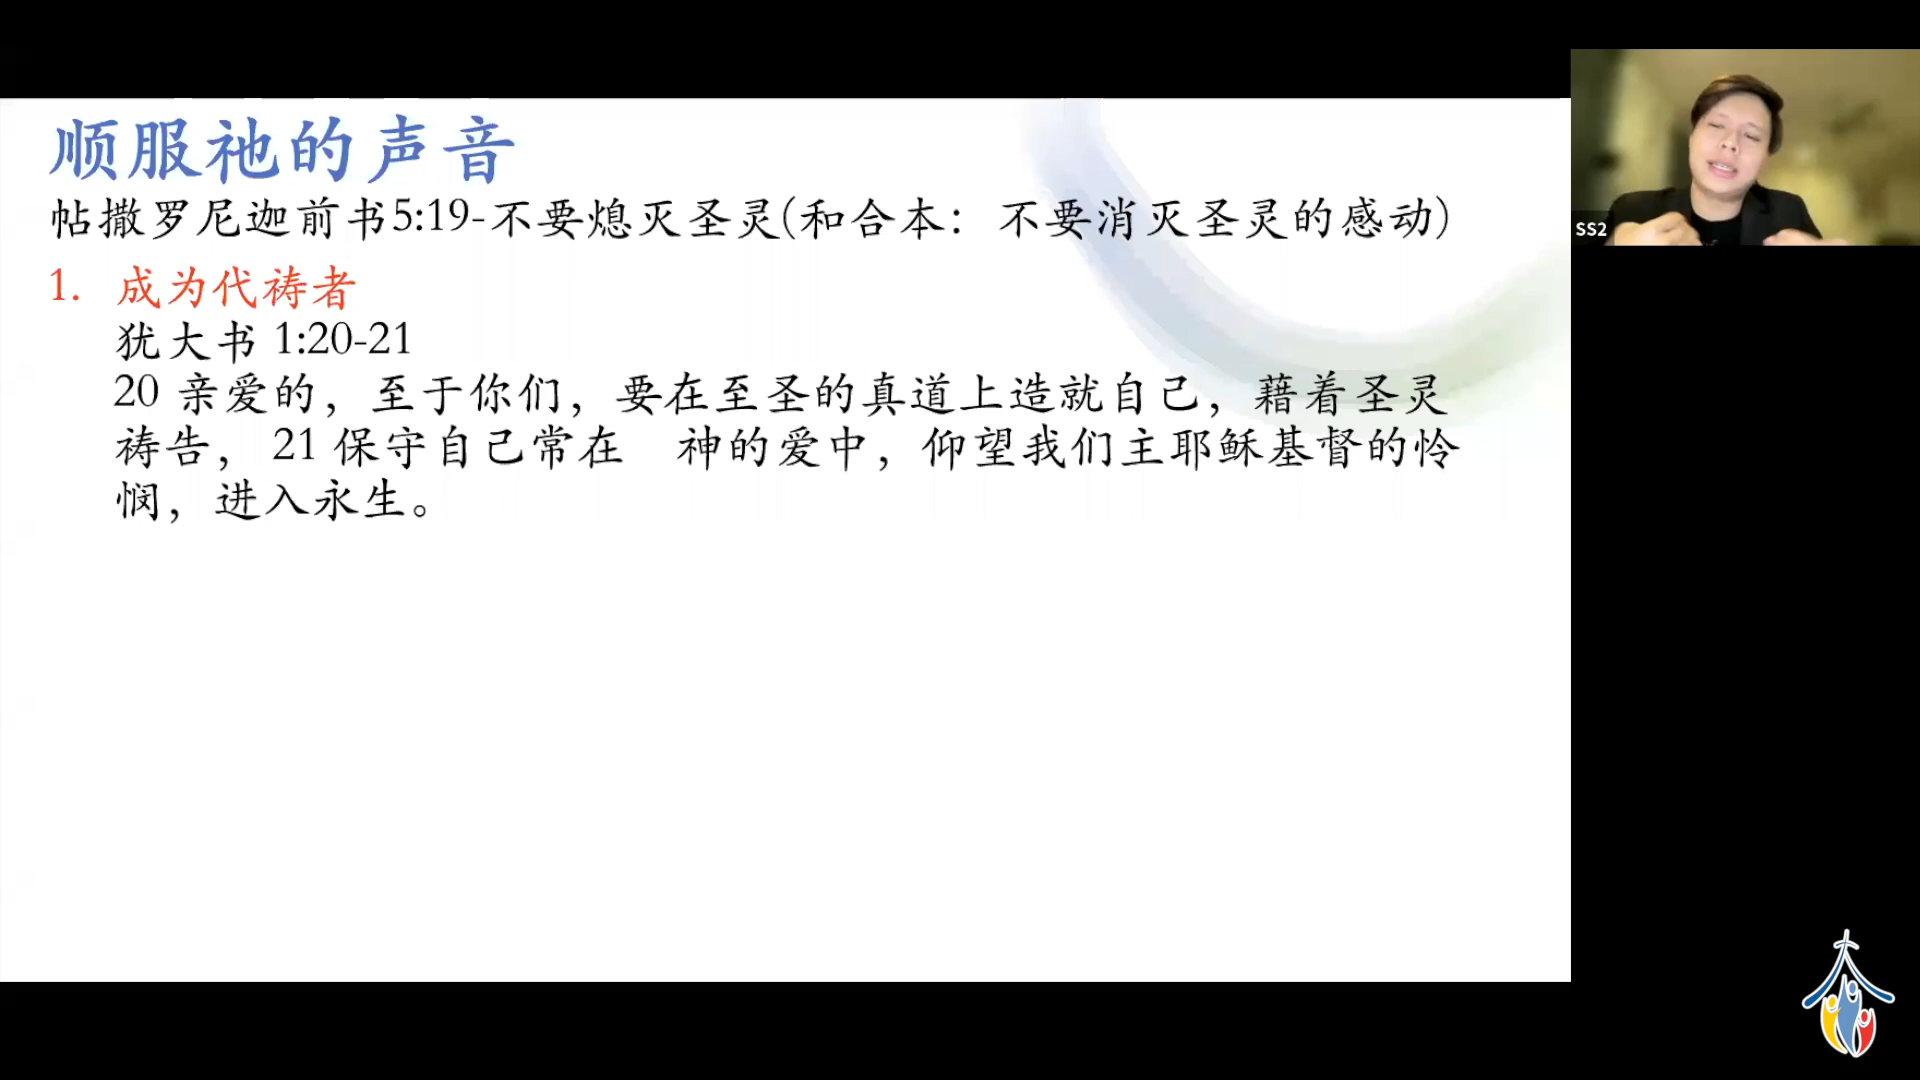 顺服祂的声音
帖撒罗尼迦前书5:19-不要熄灭圣灵(和合本：不要消灭圣灵的感动)
1. 成为代祷者
犹大书 1:20-21
20 亲爱的，至于你们，要在至圣的真道上造就自己，藉着圣灵
祷告， 21 保守自己常在　神的爱中，仰望我们主耶稣基督的怜
悯，进入永生。
SS2